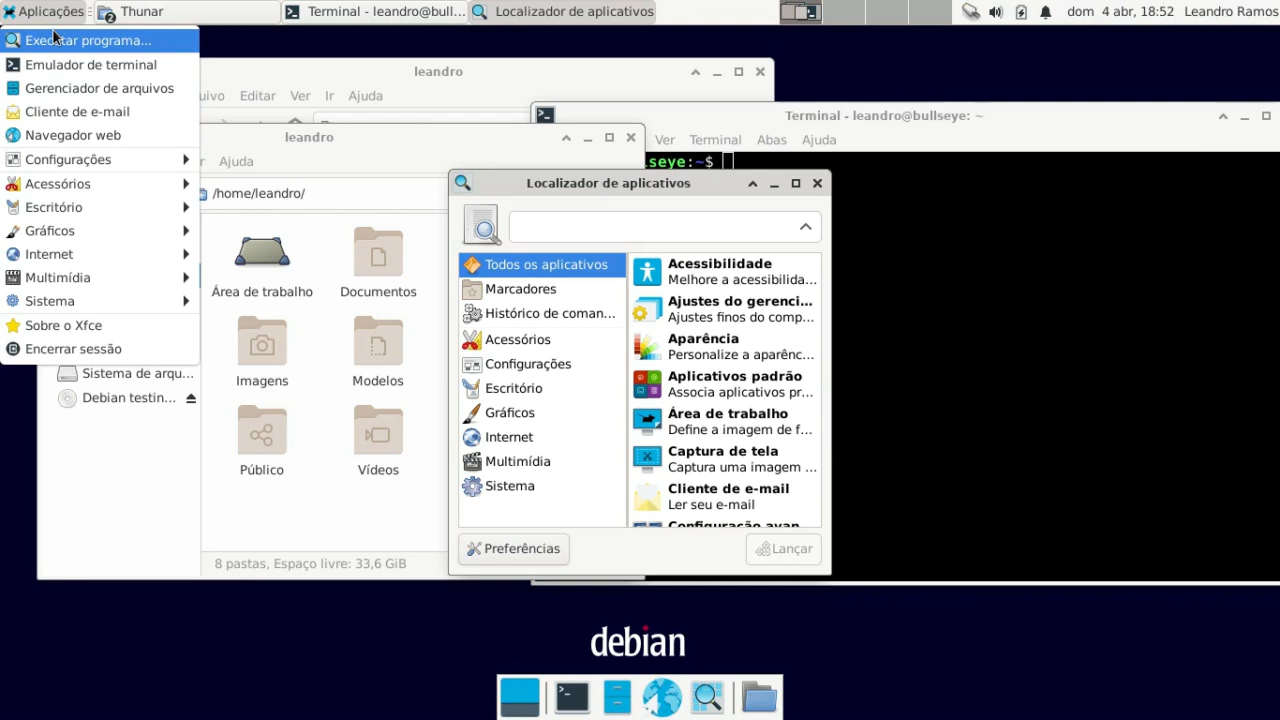 Aplicações
2
Thunar
Terminal - leandro@bull...
Localizador de aplicativos
dom 4 abr, 18:52
Leandro Ramos
Executar programa...
Emulador de terminal
Gerenciador de arquivos
Cliente de e-mail
Navegador web
Configurações
Acessórios
Escritório
Gráficos
Internet
Multimídia
Sistema
Sobre o Xfce
Encerrar sessão
leandro
Editar Ver Ir Ajuda
leandro
Ajuda
/home/leandro/
Área de trabalho
Documentos
Imagens
Modelos
Público
Vídeos
Sistema de arqu...
Debian testin...
8 pastas, Espaço livre: 33,6 GiB
Terminal - leandro@bullseye: ~
Ver Terminal Abas Ajuda
:~$
Localizador de aplicativos
Todos os aplicativos
Marcadores
Histórico de coman...
Acessórios
Configurações
Escritório
Gráficos
Internet
Multimídia
Sistema
Acessibilidade
Melhore a acessibilida...
Ajustes do gerenci...
Ajustes finos do comp...
Aparência
Personalize a aparênc...
Aplicativos padrão
Associa aplicativos pr...
Área de trabalho
Define a imagem de f...
Captura de tela
Captura uma imagem ...
Cliente de e-mail
Ler seu e-mail
Configuração avan
Preferências
Lançar
debian